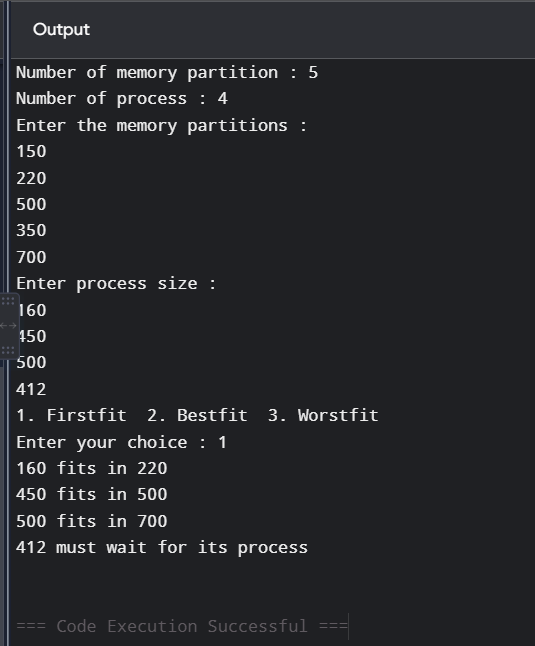 Output
Number of memory partition : 5
Number of process : 4
Enter the memory partitions :
150
220
500
350
700
Enter process size :
160
450
500
412
1. Firstfit  2. Bestfit  3. Worstfit
Enter your choice : 1
160 fits in 220
450 fits in 500
500 fits in 700
412 must wait for its process
=== Code Execution Successful ===